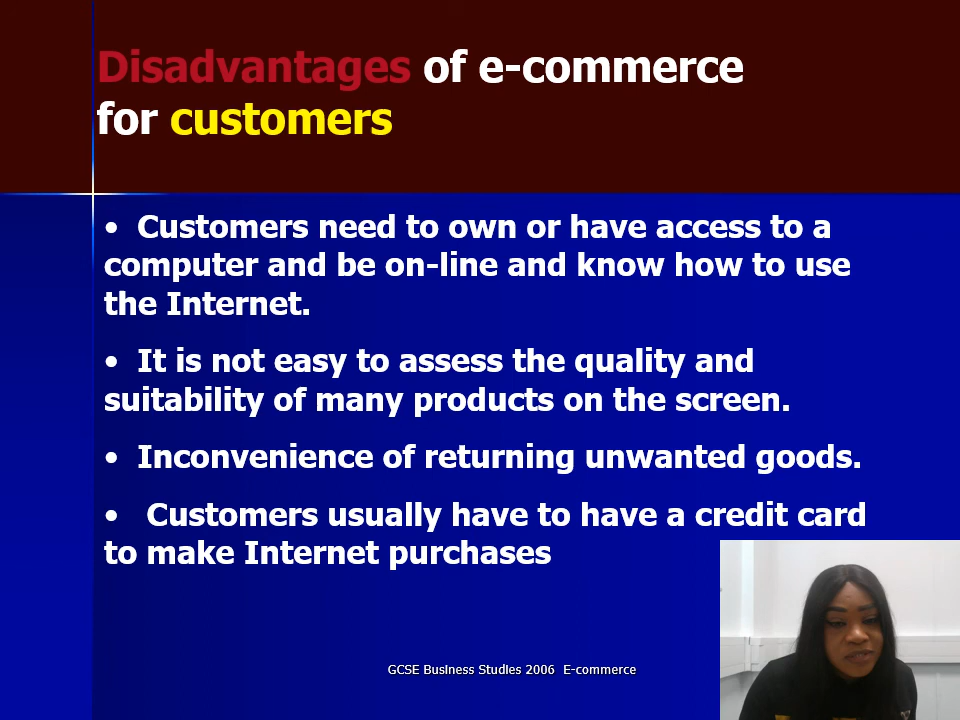 Disadvantages of e-commerce
for customers
• Customers need to own or have access to a
computer and be on-line and know how to use
the Internet.
• It is not easy to assess the quality and
suitability of many products on the screen.
• Inconvenience of returning unwanted goods.
• Customers usually have to have a credit card
to make Internet purchases
GCSE Business Studies 2006 E-commerce